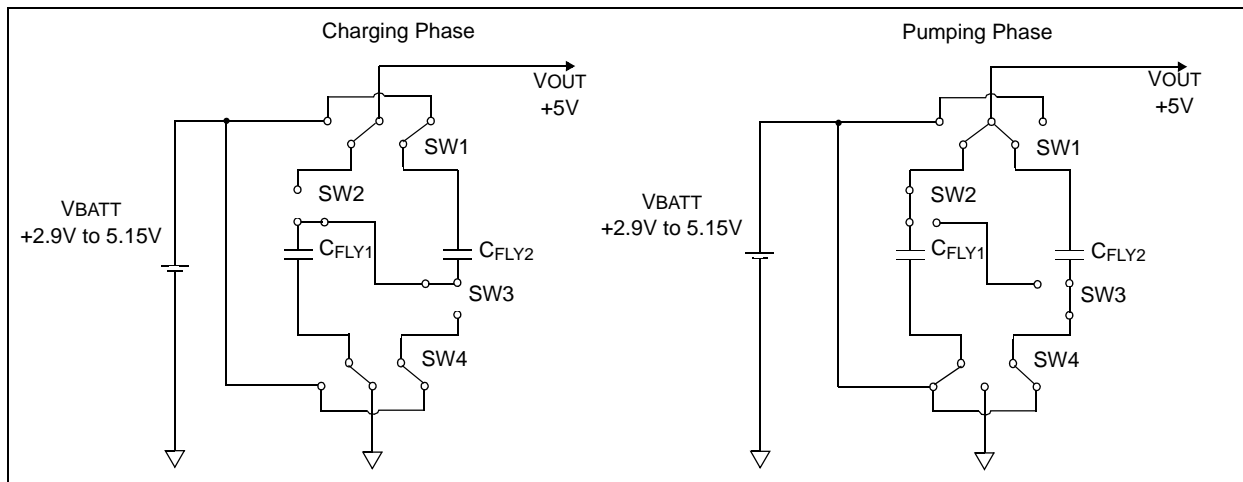 Charging Phase
VOUT
+5V
SW1
SW2
VBATT
+2.9V to 5.15V
CFLY1
CFLY2
SW3
SW4
Pumping Phase
VOUT
+5V
SW1
SW2
VBATT
+2.9V to 5.15V
CFLY1
CFLY2
SW3
SW4